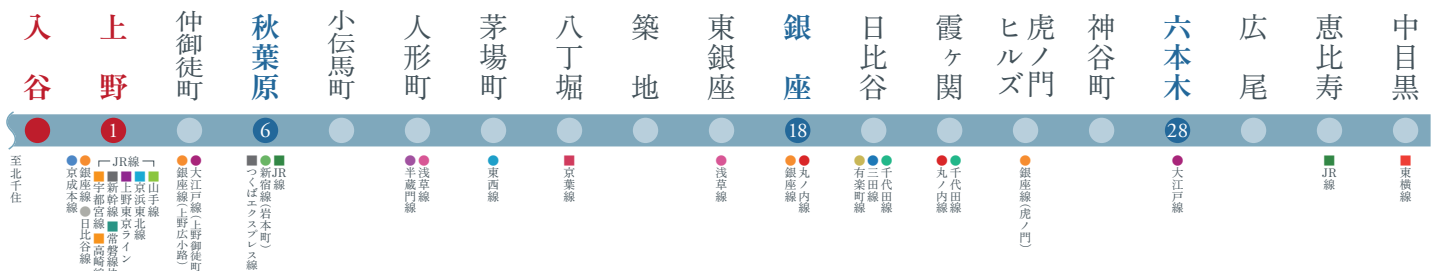 入谷
上野
仲御徒町
秋葉原
小伝馬町
人形町
茅場町
八丁堀
築地
東銀座
銀座
日比谷
霞ヶ関
虎ノ門
ヒルズ
神谷町
六本木
広尾
恵比寿
中目黒
1
6
18
28
至北千住
京成本線
銀座線 日比谷線
JR線
宇都宮線 高崎線
新幹線 常磐線
上野東京ライン
京浜東北線
山手線
銀座線(上野広小路)
大江戸線(上野御徒町
つくばエクスプレス線
新宿線(岩本町)
JR線
半蔵門線
浅草線
東西線
京葉線
浅草線
銀座線
丸ノ内線
有楽町線
三田線
千代田線
丸ノ内線
千代田線
銀座線(虎ノ門)
大江戸線
JR線
東横線